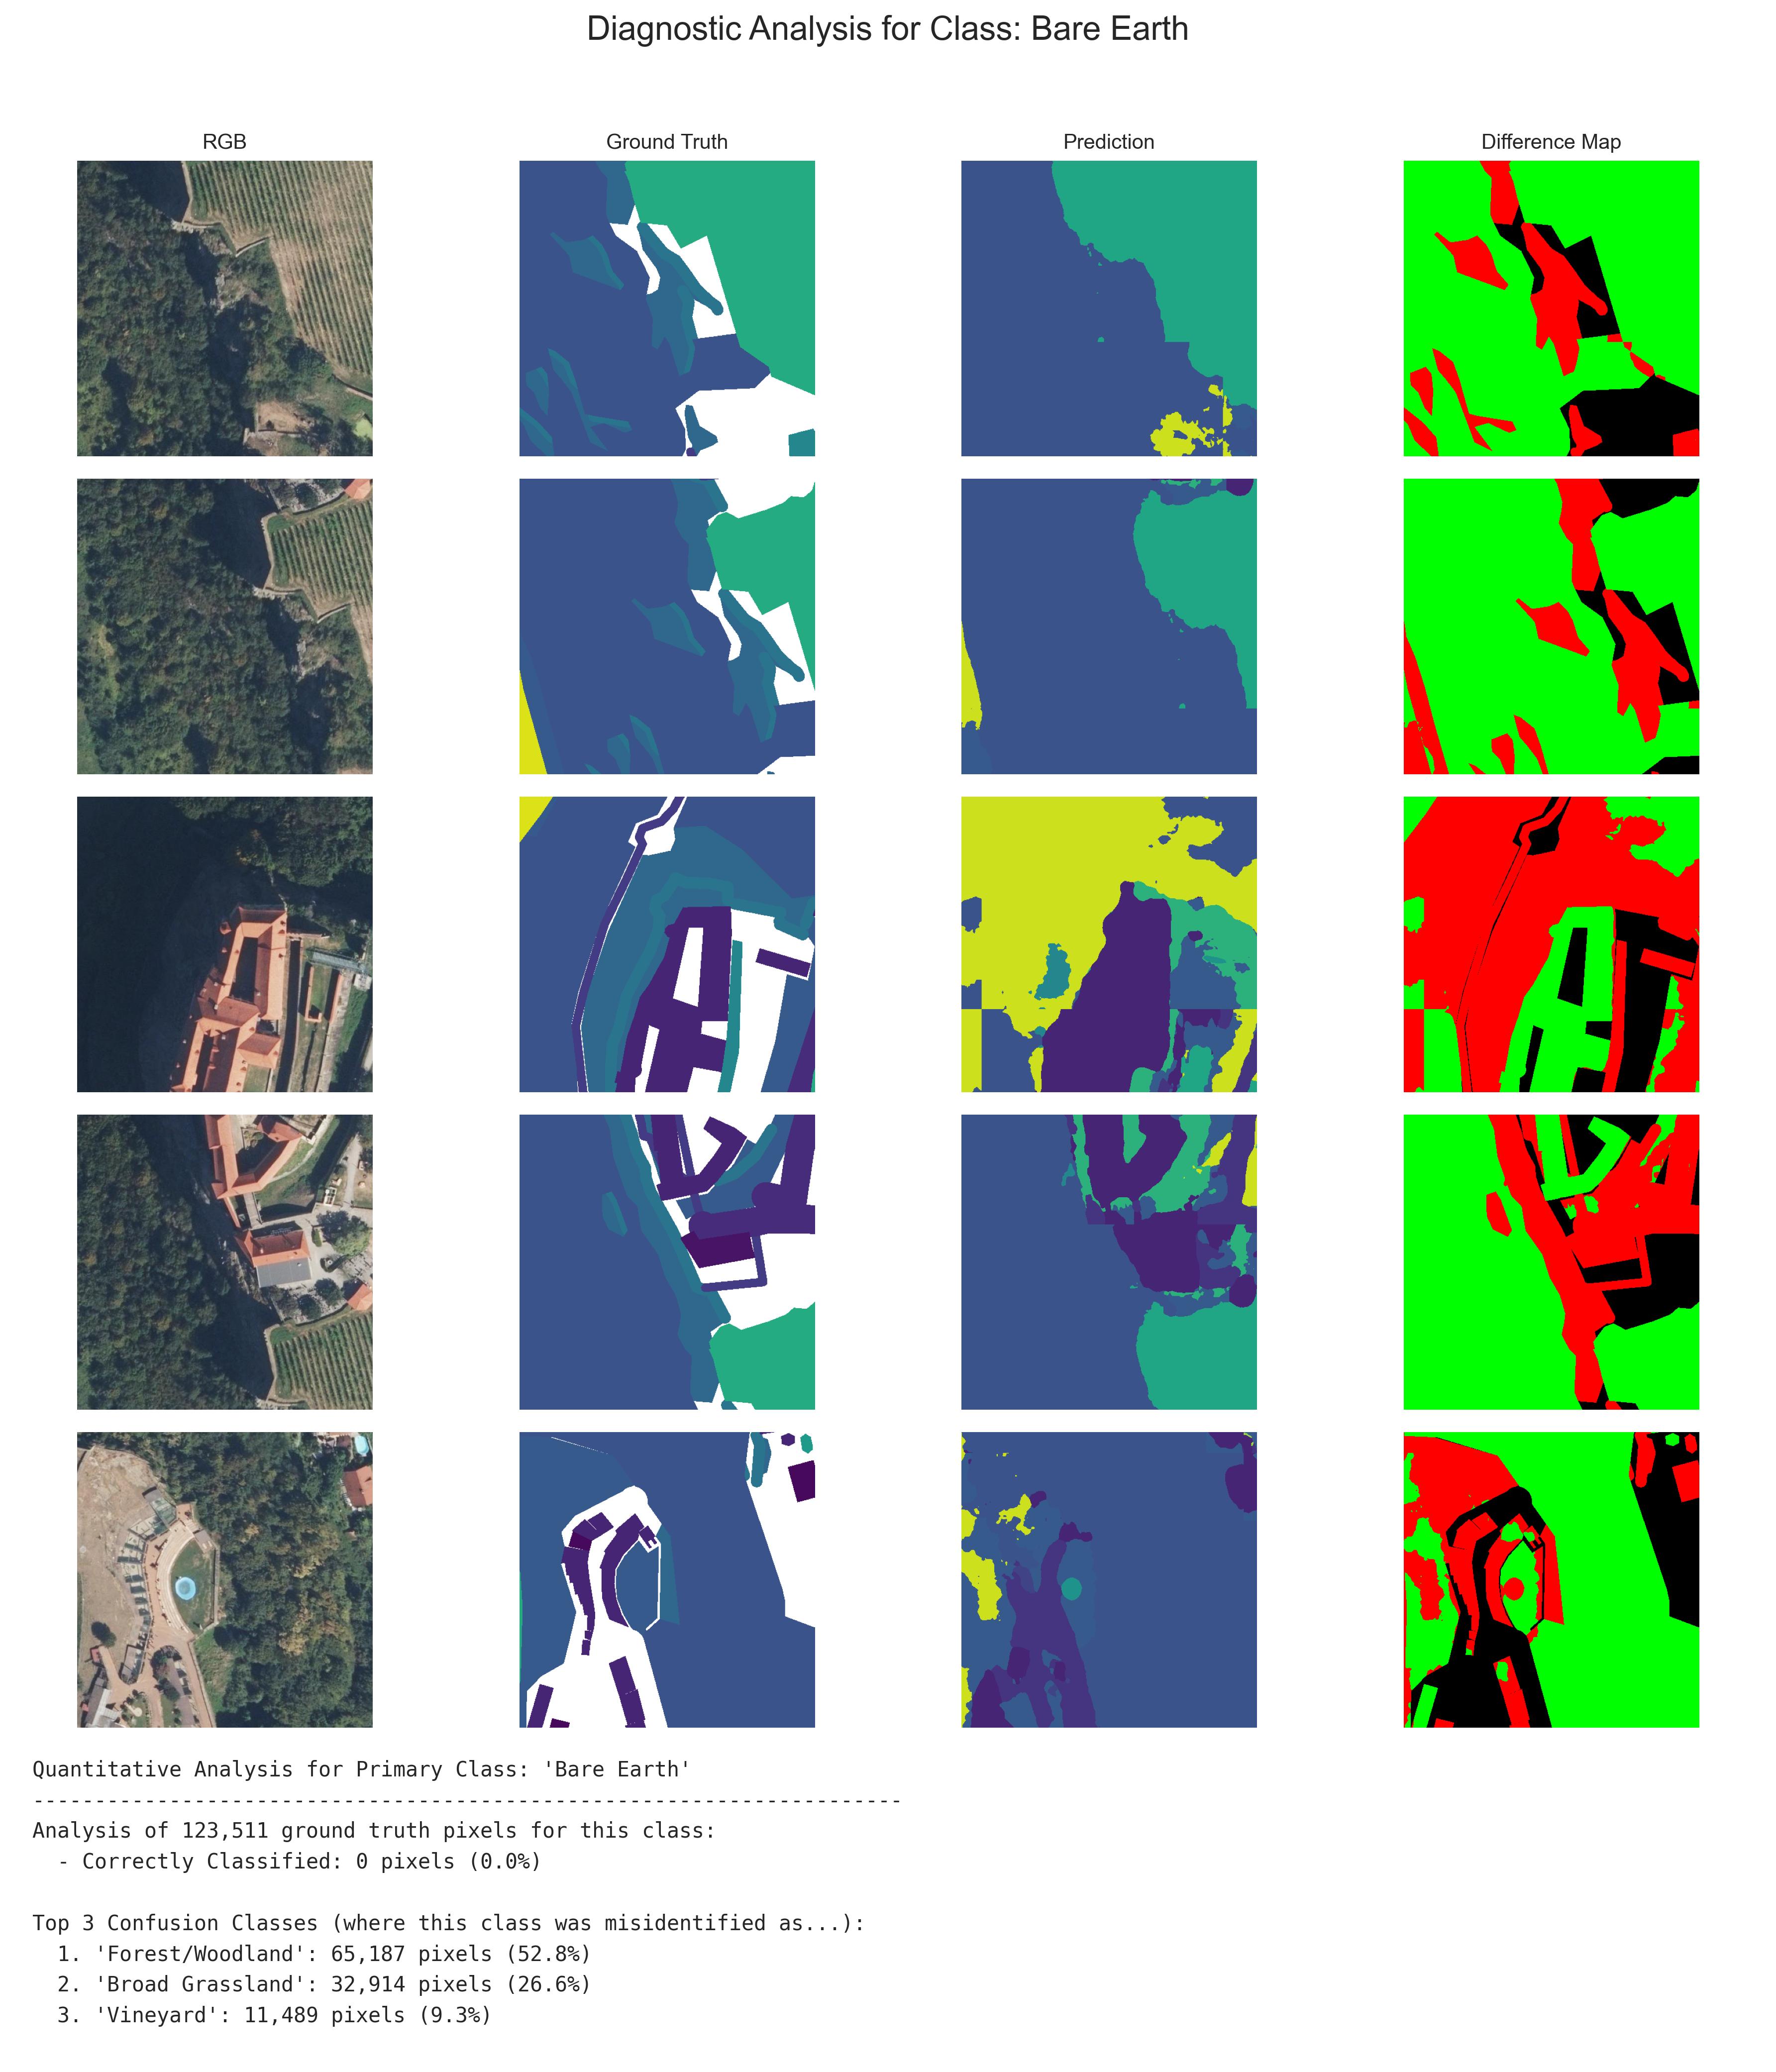 Diagnostic Analysis for Class: Bare Earth
RGB
Ground Truth
Prediction
Difference Map
Quantitative Analysis for Primary Class: 'Bare Earth'
----------------------------------------------------------------------
Analysis of 123,511 ground truth pixels for this class:
- Correctly Classified: 0 pixels (0.0%)
Top 3 Confusion Classes (where this class was misidentified as...):
1. 'Forest/Woodland': 65,187 pixels (52.8%)
2. 'Broad Grassland': 32,914 pixels (26.6%)
3. 'Vineyard': 11,489 pixels (9.3%)